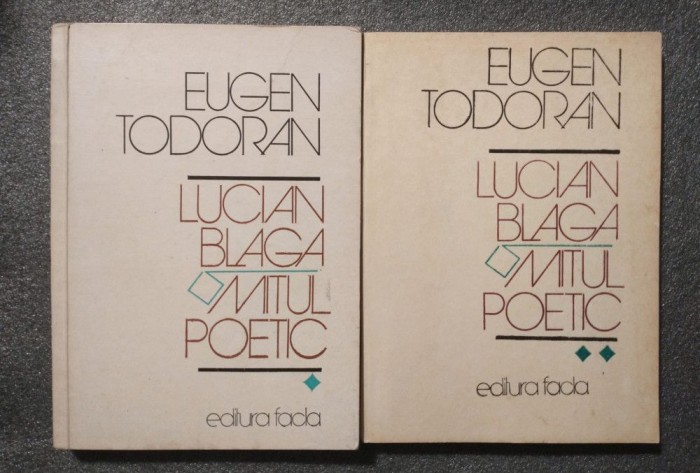 EUGEN
TODORAN
LUCIAN
BLAGA
MITUL
POETIC
editura facla
EUGEN
TODORAN
LUCIAN
BLAGA
MITUL
POETIC
editura facla